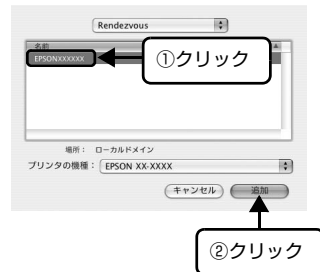 Rendezvous
名前
EPSONXXXXXX
①クリック
場所： ローカルドメイン
プリンタの機種： EPSON XX-XXXX
キャンセル 追加
②クリック